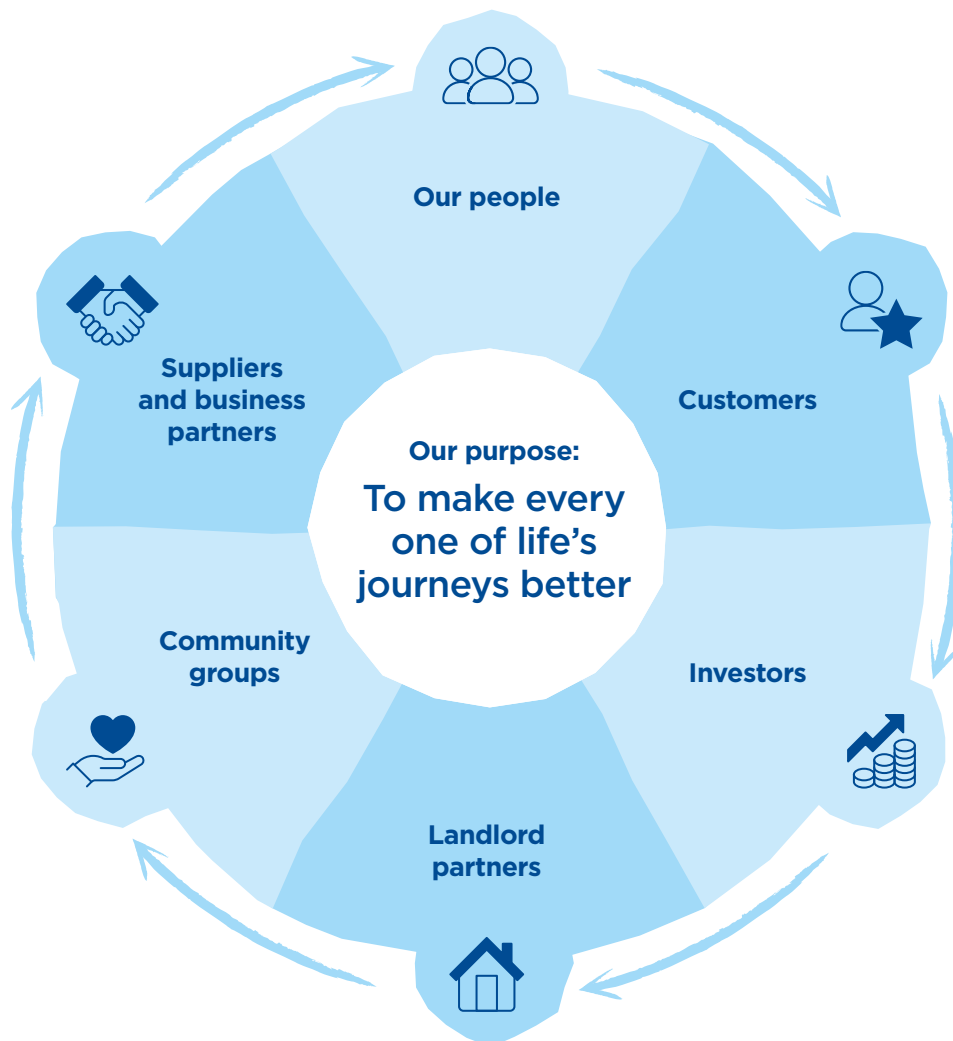 Our people
Customers
Investors
Landlord
partners
Community
groups
Suppliers
and business
partners
Our purpose:
To make every
one of life’s
journeys better